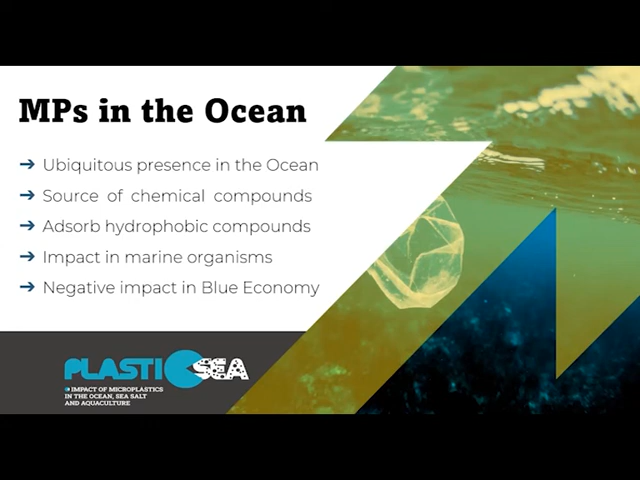 MPs in the Ocean
➔ Ubiquitous presence in the Ocean
➔ Source of chemical compounds
➔ Adsorb hydrophobic compounds
➔ Impact in marine organisms
➔ Negative impact in Blue Economy
PLASTICSEA
IMPACT OF MICROPLASTICS
IN THE OCEAN, SEA SALT
AND AQUACULTURE